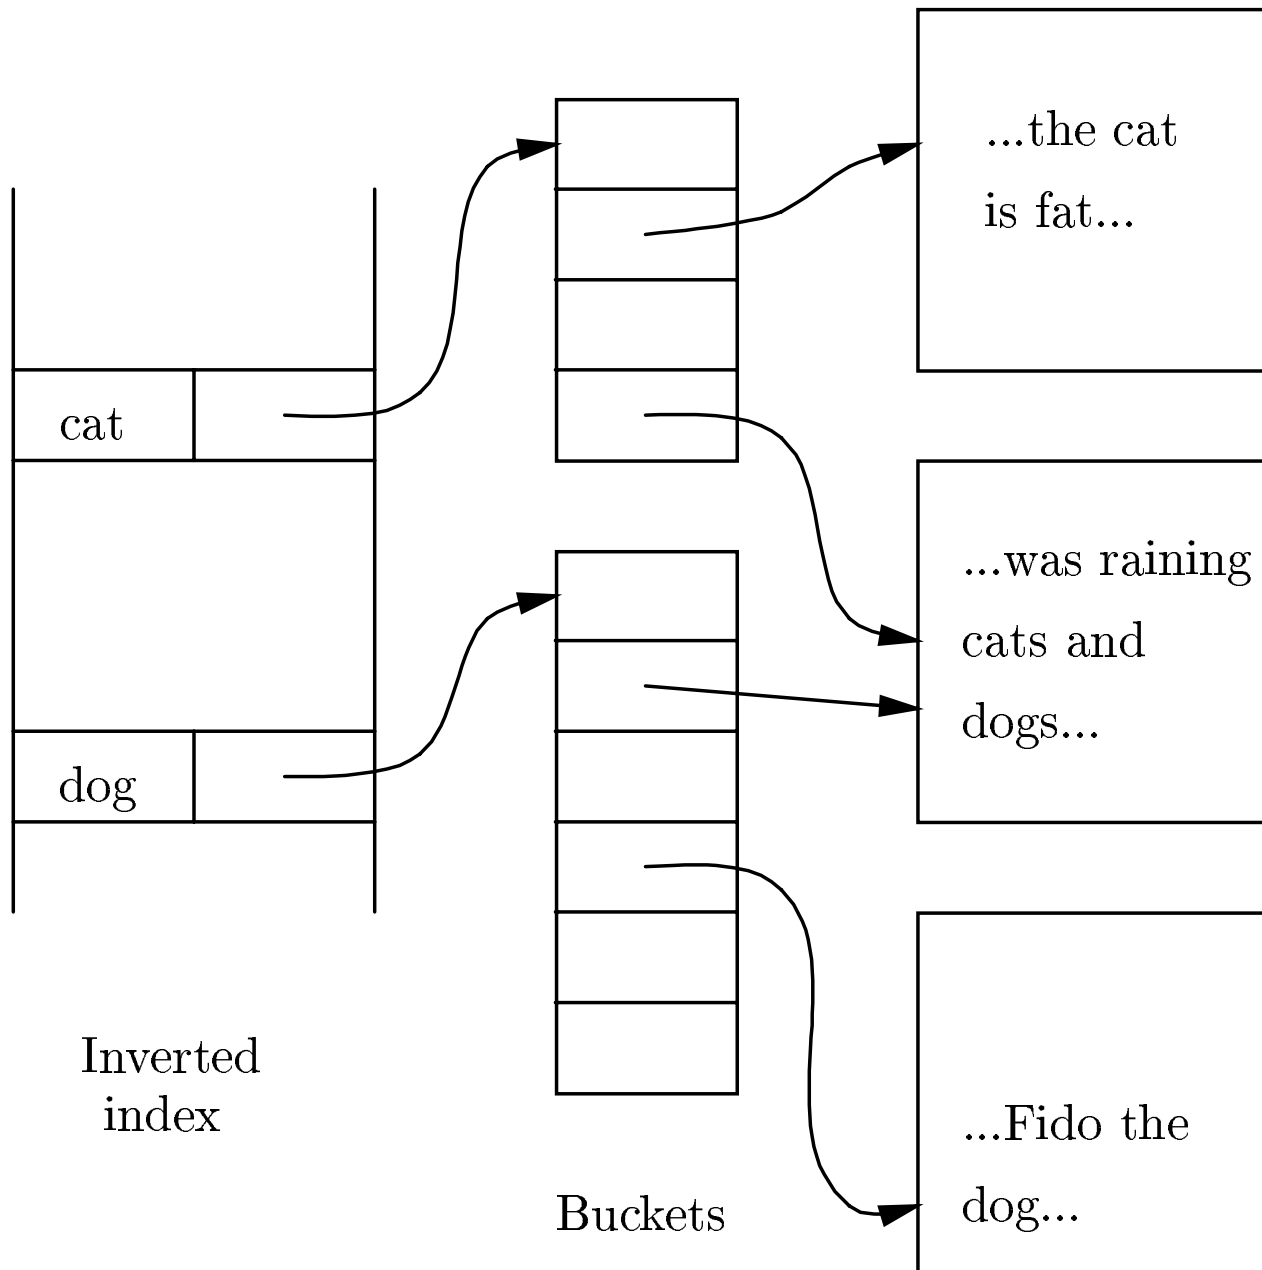 ...the cat
is fat...
cat
...was raining
cats and
dogs...
dog
Inverted
index
...Fido the
dog...
Buckets